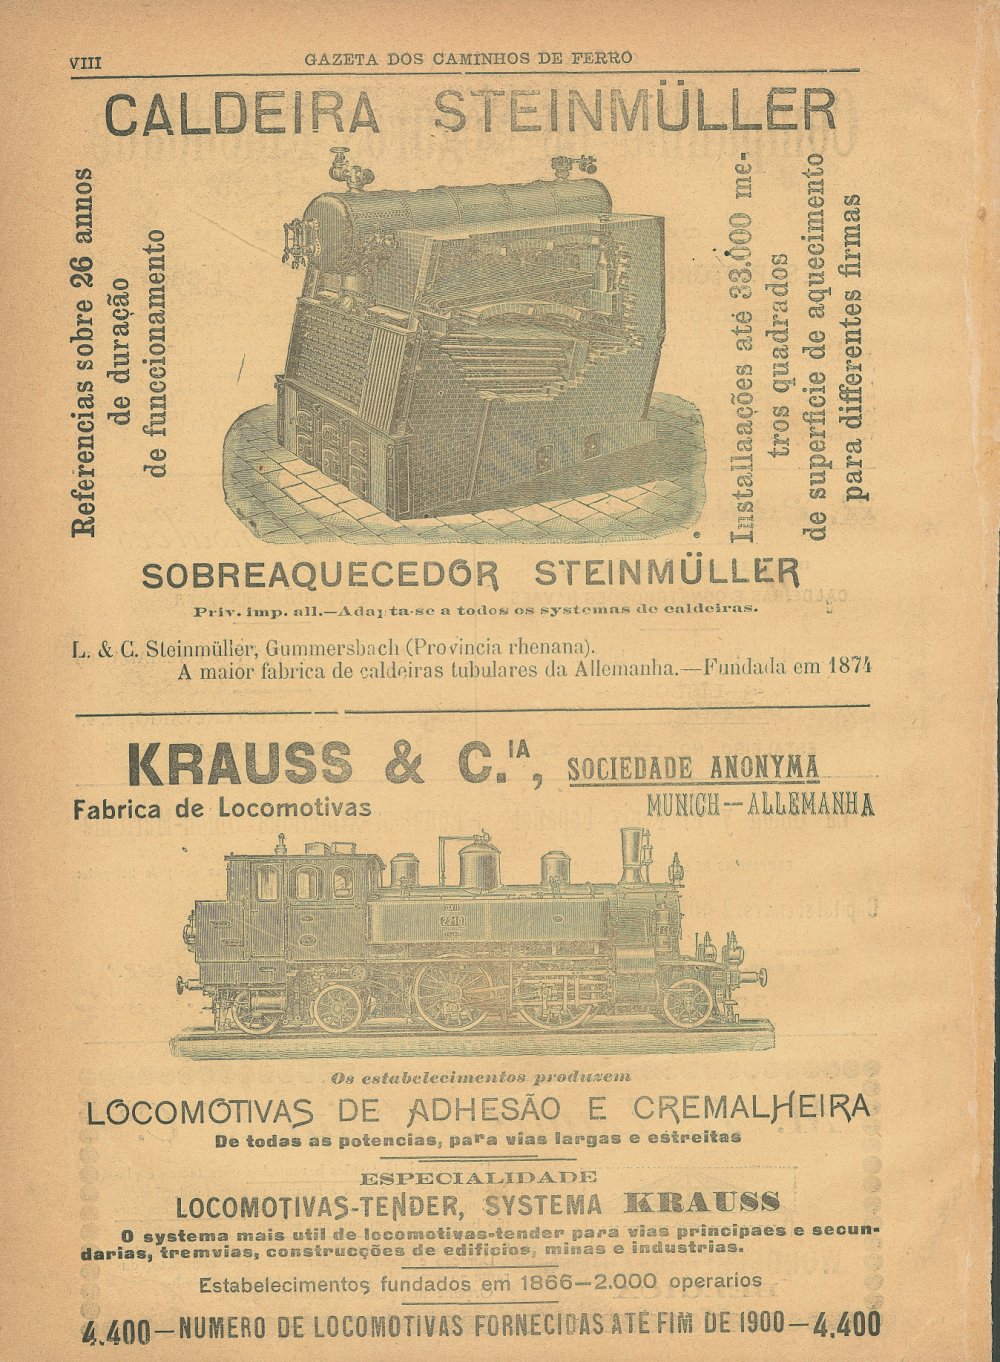 VIII
GAZETA DOS CAMINHOS DE FERRO
CALDEIRA STEINMÜLLER
Referencias sobre 26 annos
de duração
de funccionamento
Installaações até 33.000 me-
tros quadrados
de superficie de aquecimento
para differentes firmas
SOBREAQUECEDOR STEINMÜLLER
Priv. imp. all.—Adapta-se a todos os systemas de caldeiras.
L. & C. Steinmüller, Gummersbach (Provincia rhenana).
A maior fabrica de caldeiras tubulares da Allemanha.—Fundada em 1874
KRAUSS & C.IA, SOCIEDADE ANONYMA
Fabrica de Locomotivas
MUNICH—ALLEMANHA
DXII
2210
Os estabelecimentos produzem
LOCOMOTIVAS DE ADHESÃO E CREMALHEIRA
De todas as potencias, para vias largas e estreitas
ESPECIALIDADE
LOCOMOTIVAS-TENDER, SYSTEMA KRAUSS
O systema mais util de locomotivas-tender para vias principaes e secun-
darias, tremvias, construcções de edificios, minas e industrias.
Estabelecimentos fundados em 1866—2.000 operarios
4.400—NUMERO DE LOCOMOTIVAS FORNECIDAS ATÉ FIM DE 1900—4.400